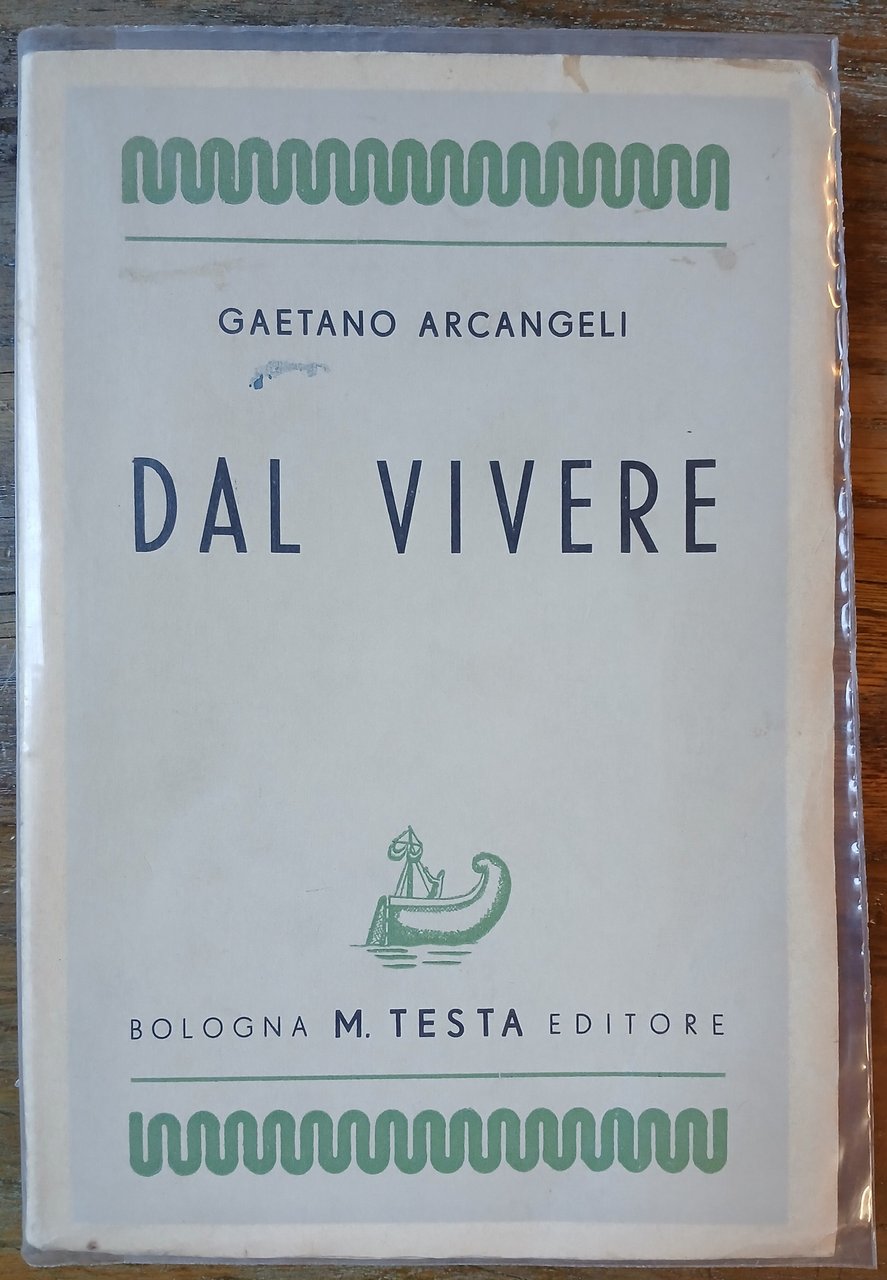 GAETANO ARCANGELI
DAL VIVERE
BOLOGNA M. TESTA EDITORE